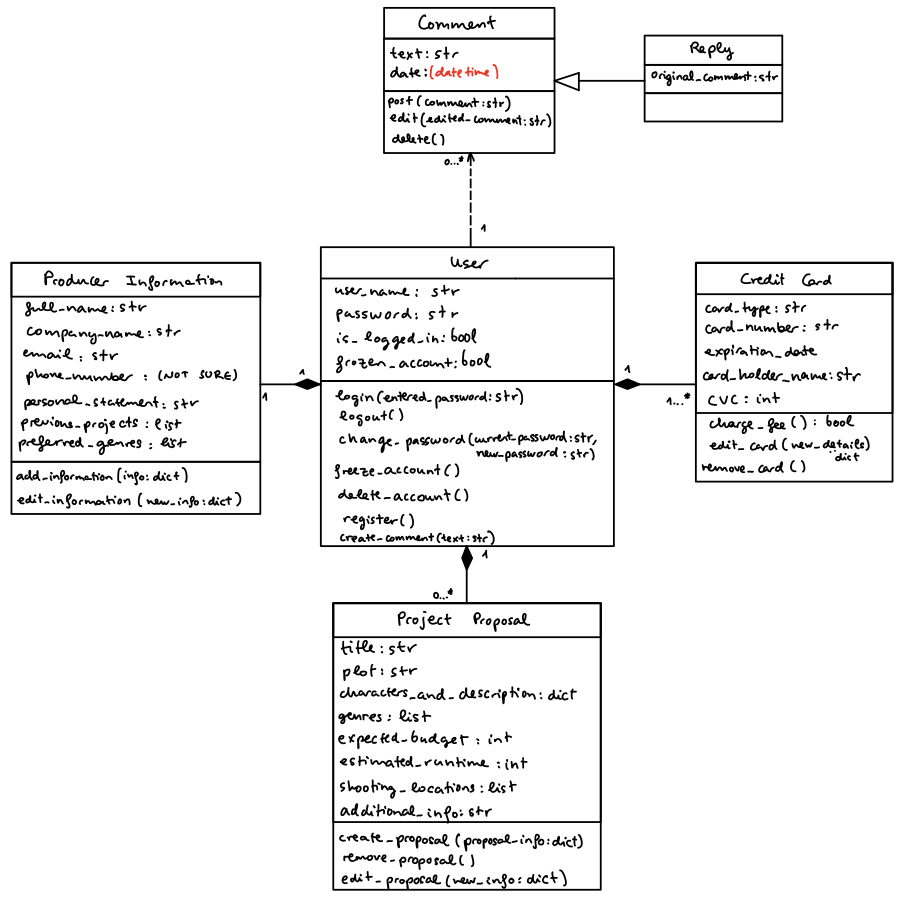 Comment
text: str
date: (datetime)
post (comment:str)
edit (edited_comment:str)
delete()
Reply
original_comment:str
0...*
1
Producer Information
full_name: str
company_name: str
email: str
phone_number : (NOT SURE)
personal_statement: str
previous_projects: list
preferred_genres: list
add_information (info:dict)
edit_information (new_info:dict)
1
1
User
user_name: str
password: str
is_logged_in: bool
frozen_account: bool
login (entered_password: str)
logout()
change_password (current_password:str,
new_password: str)
freeze_account()
delete_account()
register()
create_comment (text:str)
1
1...*
Credit Card
card_type: str
card_number: str
expiration_date
card_holder_name: str
CVC: int
charge_fee(): bool
edit_card (new_details)
:dict
remove_card()
1
0...*
Project Proposal
title: str
plot: str
characters_and_description: dict
genres: list
expected_budget : int
estimated_runtime : int
shooting_locations: list
additional_info: str
create_proposal (proposal_info:dict)
remove_proposal()
edit_proposal (new_info: dict)